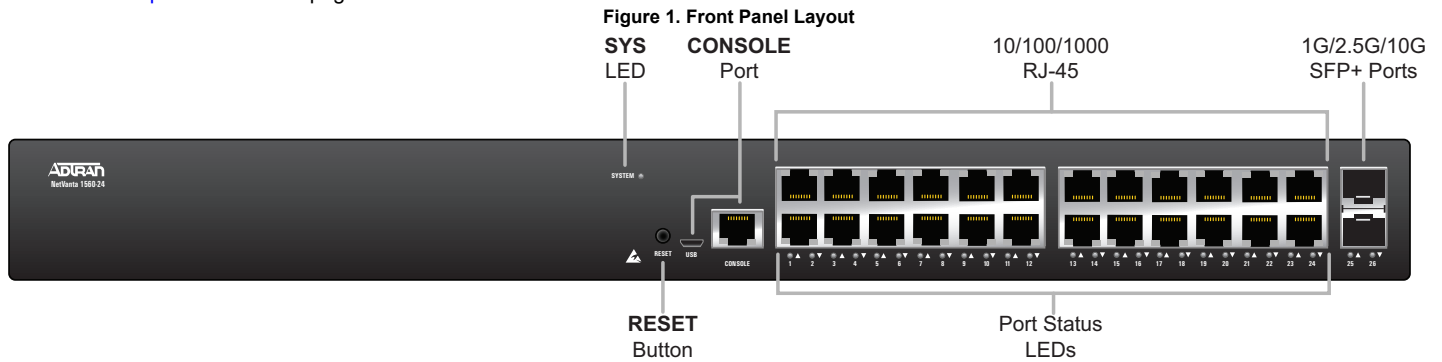 Figure 1. Front Panel Layout
SYS
LED
CONSOLE
Port
10/100/1000
RJ-45
1G/2.5G/10G
SFP+ Ports
ADTRAN
NetVanta 1560-24
SYSTEM
RESET
USB
CONSOLE
1 2 3 4 5 6 7 8 9 10 11 12
13 14 15 16 17 18 19 20 21 22 23 24
25 26
RESET
Button
Port Status
LEDs